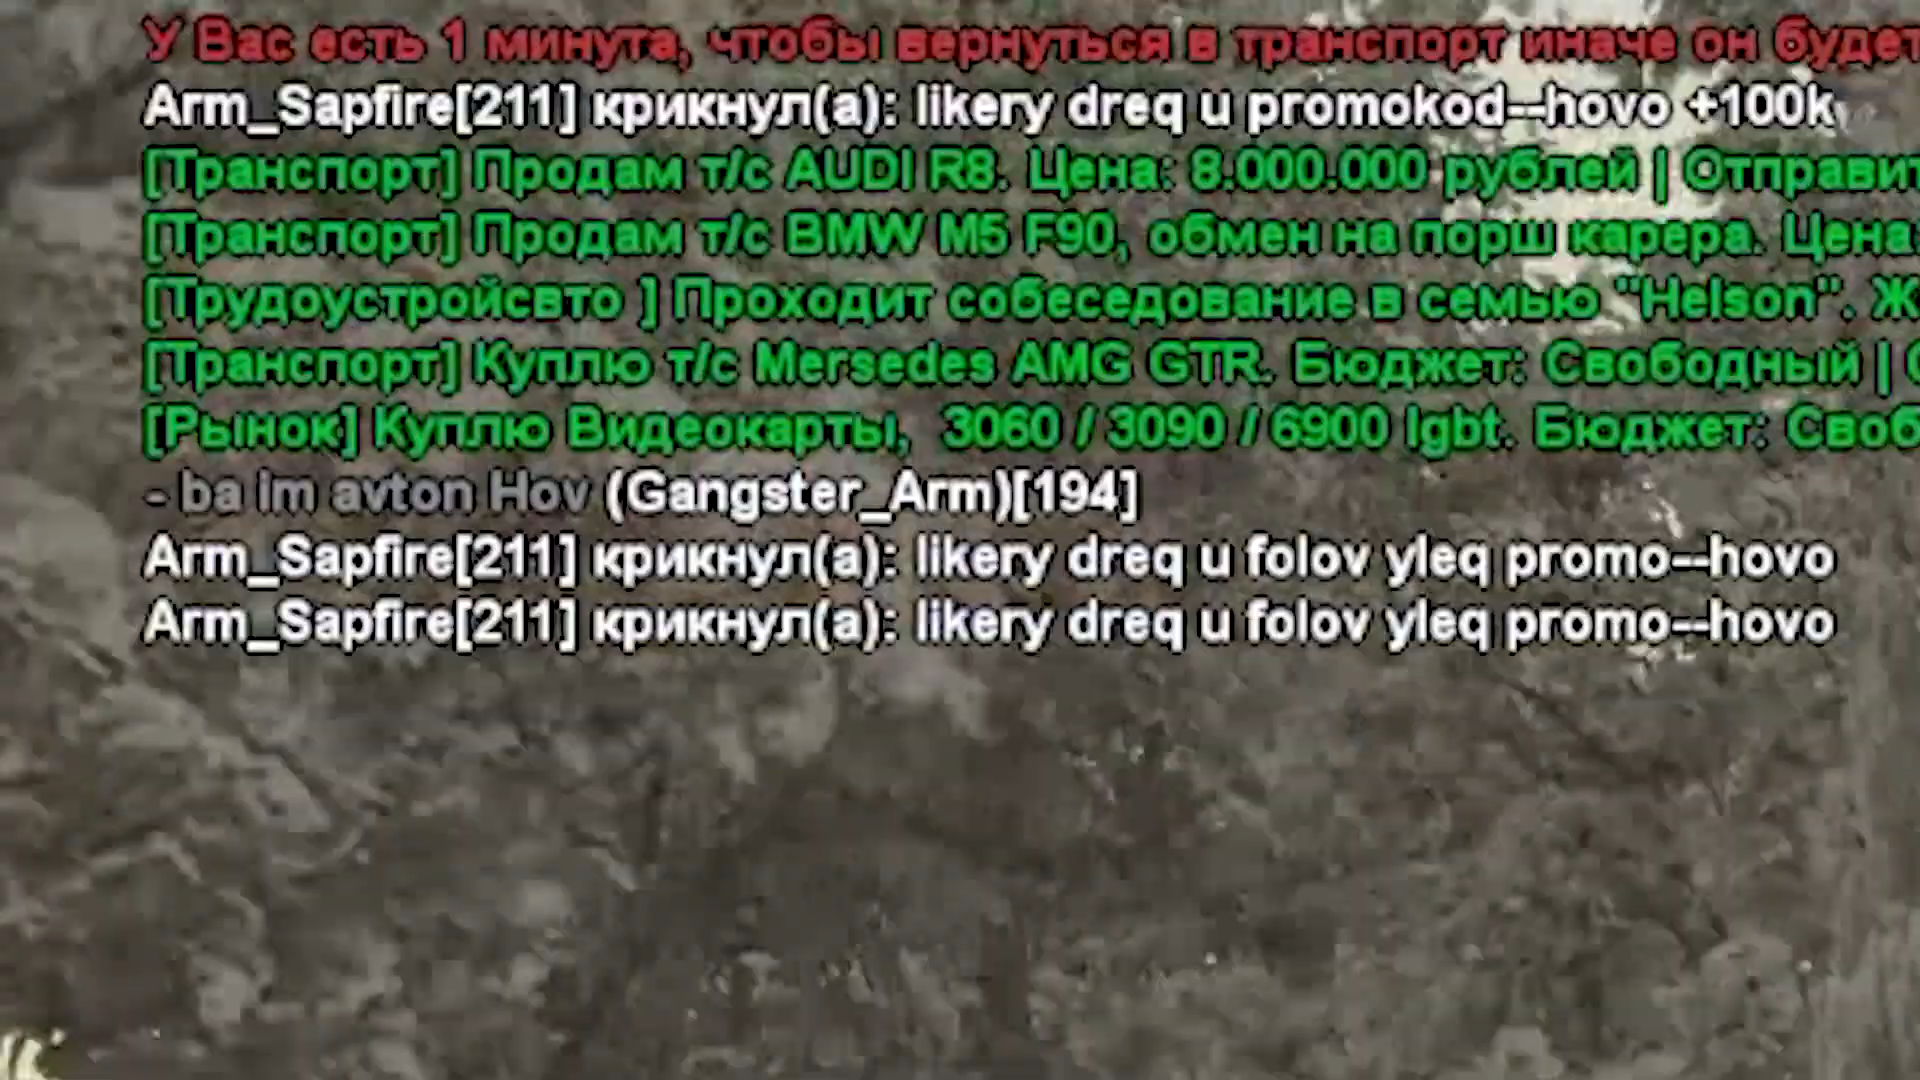 У Вас есть 1 минута, чтобы вернуться в транспорт иначе он будет
Arm_Sapfire[211] крикнул(а): likery dreq u promokod--hovo +100k
[Транспорт] Продам т/с AUDI R8. Цена: 8.000.000 рублей | Отправит
[Транспорт] Продам т/с BMW M5 F90, обмен на порш карера. Цена:
[Трудоустройсвто ] Проходит собеседование в семью "Helson". Ж
[Транспорт] Куплю т/с Mersedes AMG GTR. Бюджет: Свободный |
[Рынок] Куплю Видеокарты, 3060 / 3090 / 6900 lgbt. Бюджет: Своб
- ba im avton Hov (Gangster_Arm)[194]
Arm_Sapfire[211] крикнул(а): likery dreq u folov yleq promo--hovo
Arm_Sapfire[211] крикнул(а): likery dreq u folov yleq promo--hovo